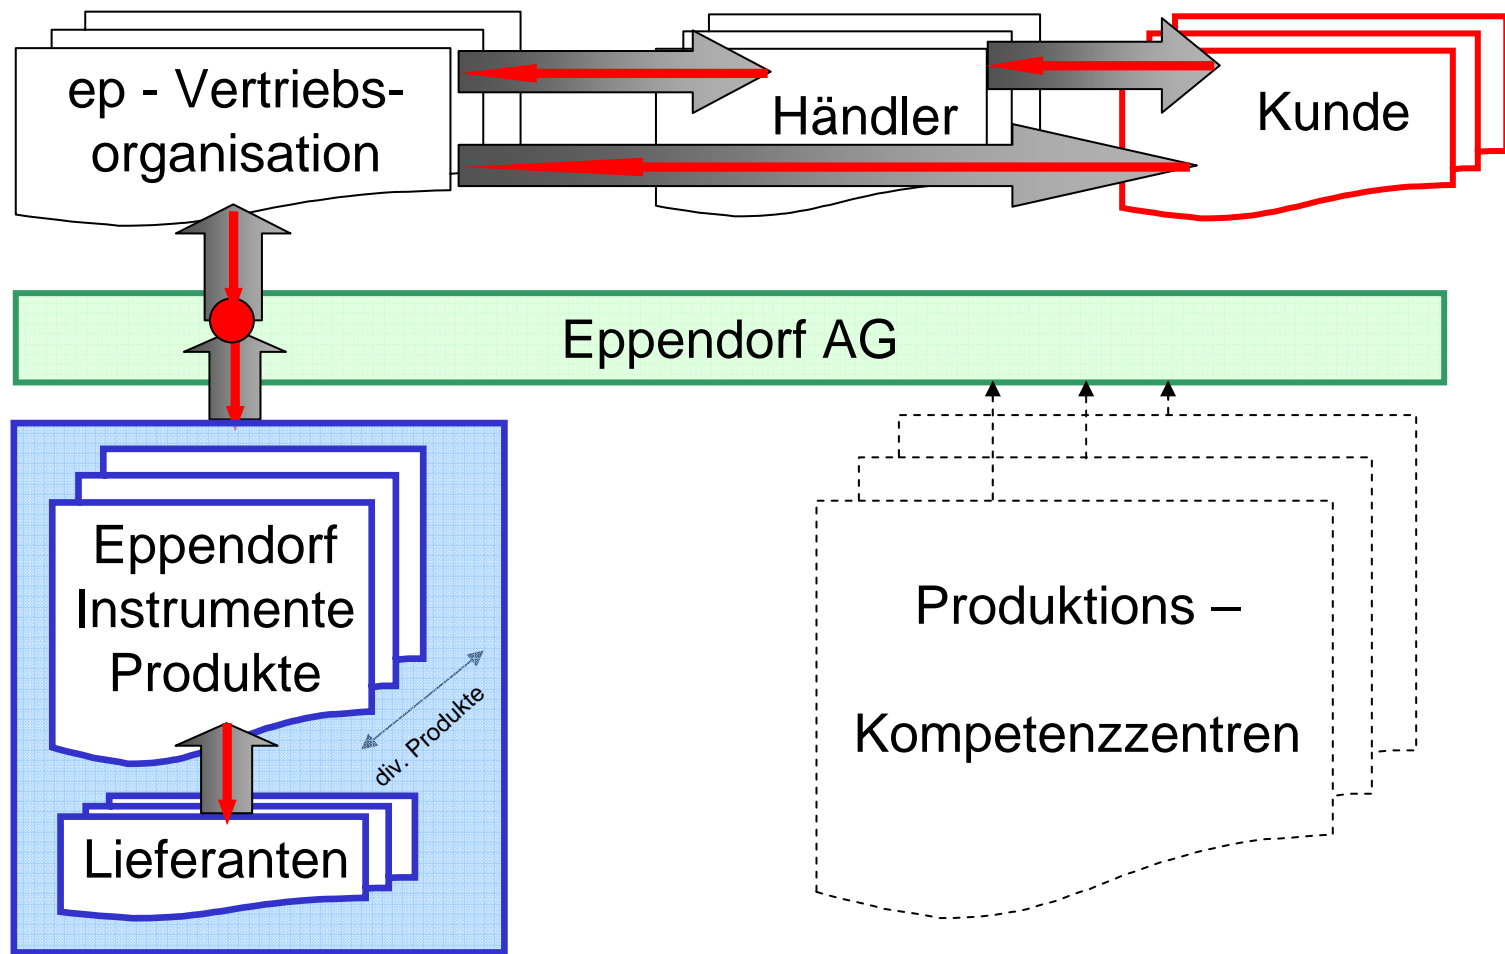 ep - Vertriebs-
organisation
Händler
Kunde
Eppendorf AG
Eppendorf
Instrumente
Produkte
div. Produkte
Lieferanten
Produktions –
Kompetenzzentren